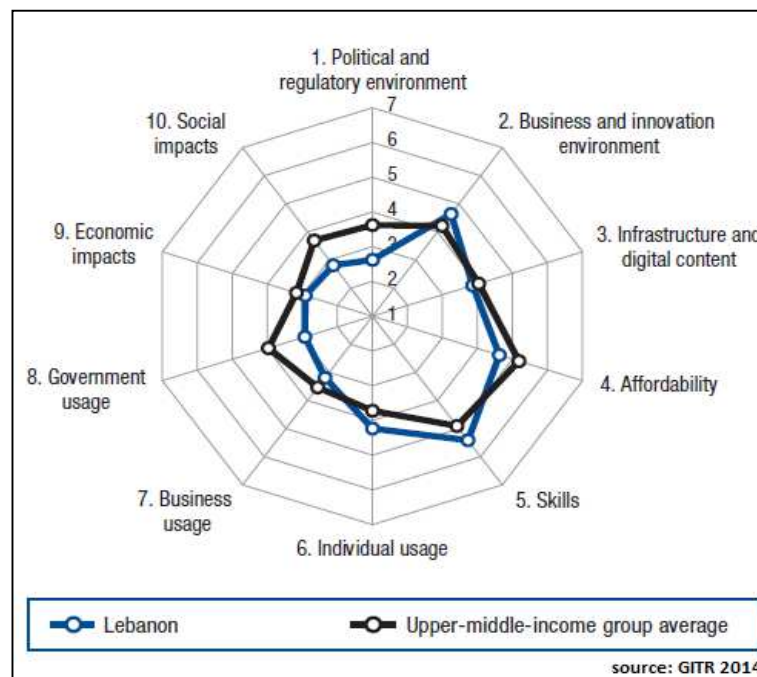 1. Political and
regulatory environment
2. Business and innovation
environment
3. Infrastructure and
digital content
4. Affordability
5. Skills
6. Individual usage
7. Business
usage
8. Government
usage
9. Economic
impacts
10. Social
impacts
7
6
5
4
3
2
1
Lebanon
Upper-middle-income group average
source: GITR 2014